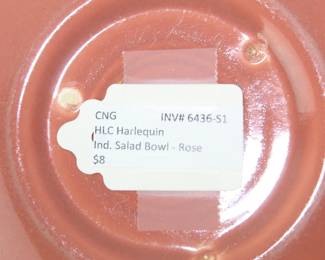 CNG INV# 6436-S1
HLC Harlequin
Ind. Salad Bowl - Rose
$8